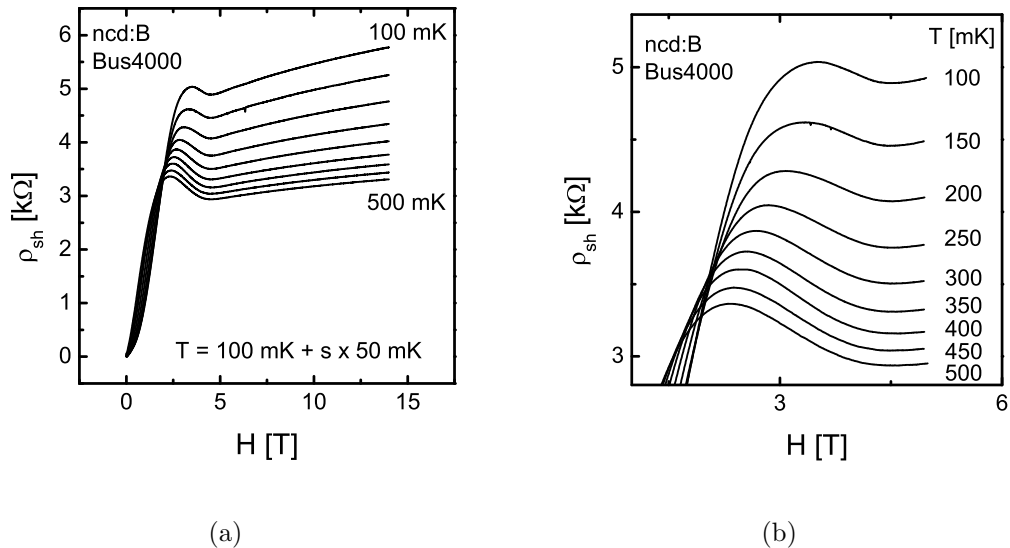 ncd:B
Bus4000
100 mK
500 mK
T = 100 mK + s x 50 mK
6
5
4
3
2
1
0
ρsh [kΩ]
0
5
10
15
H [T]
(a)
ncd:B
Bus4000
T [mK]
100
150
200
250
300
350
400
450
500
5
4
3
ρsh [kΩ]
3
6
H [T]
(b)